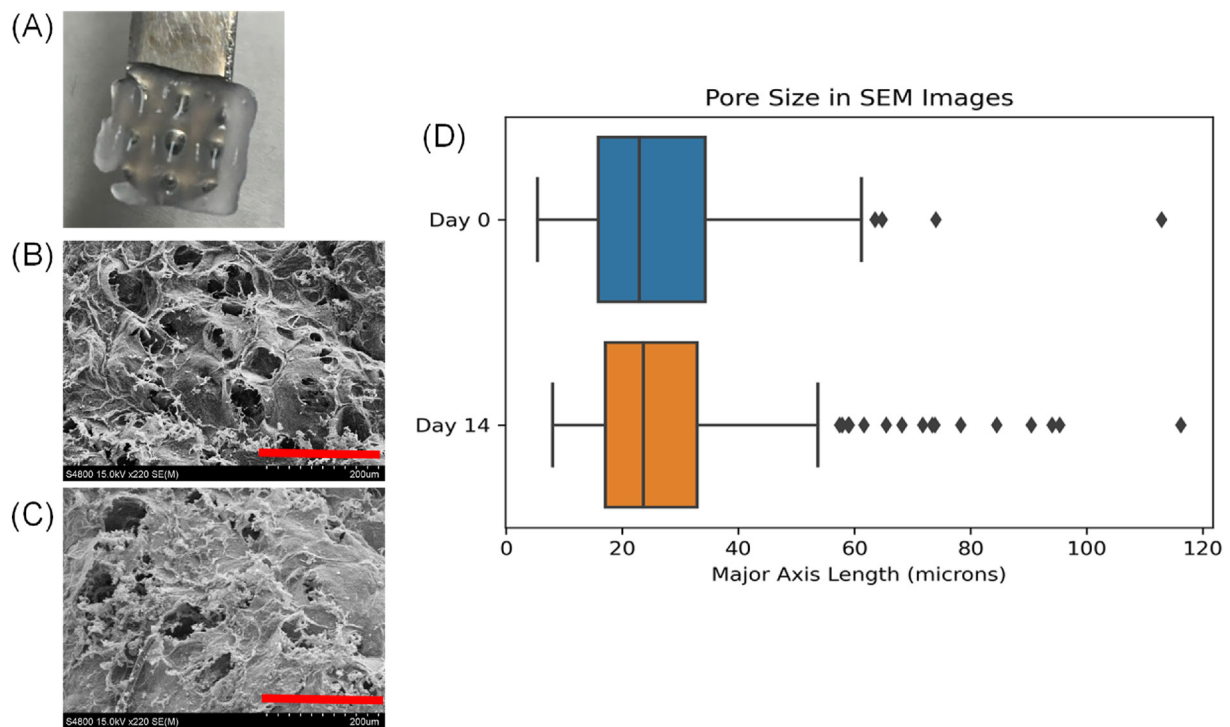 (A)
(B)
S4800 15.0kV x220 SE(M)
200um
(C)
S4800 15.0kV x220 SE(M)
200um
(D)
Pore Size in SEM Images
Day 0
Day 14
0 20 40 60 80 100 120
Major Axis Length (microns)